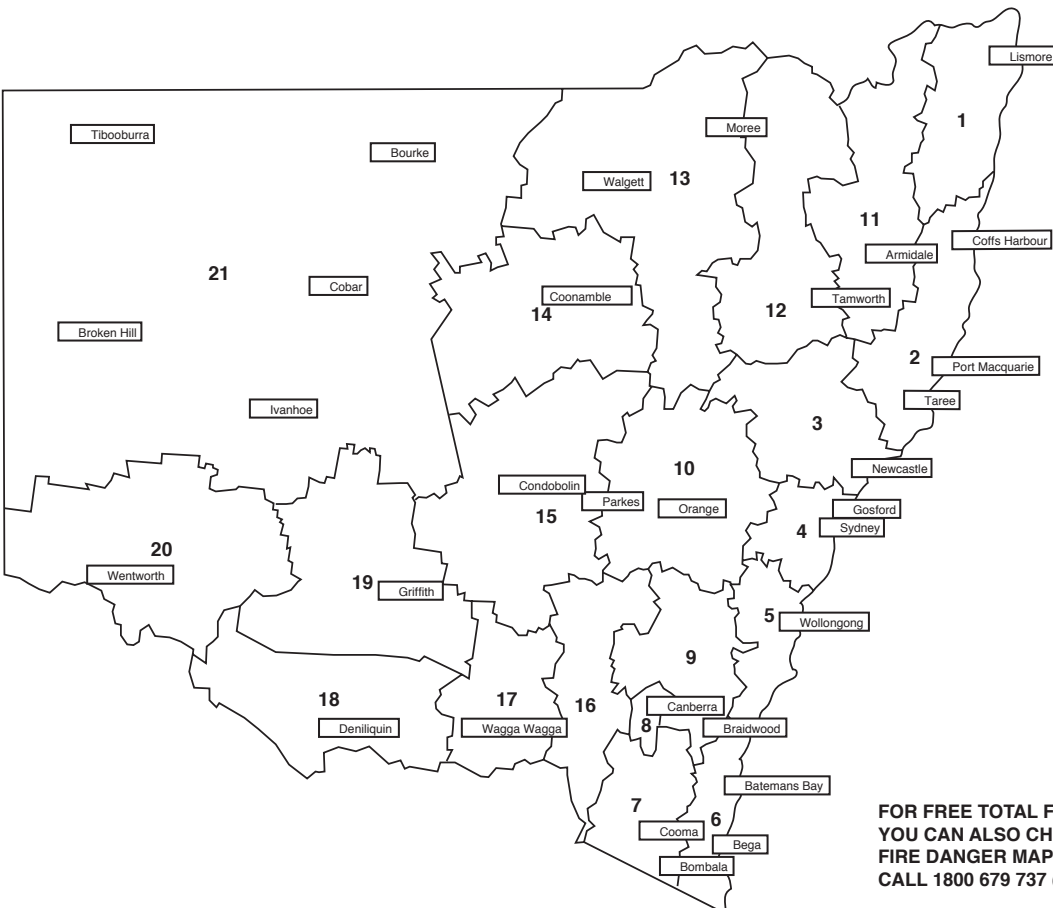 Lismore
1
Tibooburra
Moree
Bourke
Walgett
13
11
Coffs Harbour
Armidale
21
Cobar
Coonamble
Tamworth
14
12
Broken Hill
2
Port Macquarie
Taree
Ivanhoe
3
10
Newcastle
Condobolin
Parkes
Orange
Gosford
15
4
Sydney
20
Wentworth
19
Griffith
5
Wollongong
9
18
17
16
Canberra
8
Deniliquin
Wagga Wagga
Braidwood
Batemans Bay
7
6
Cooma
Bega
Bombala
FOR FREE TOTAL F
YOU CAN ALSO CH
FIRE DANGER MAP
CALL 1800 679 737